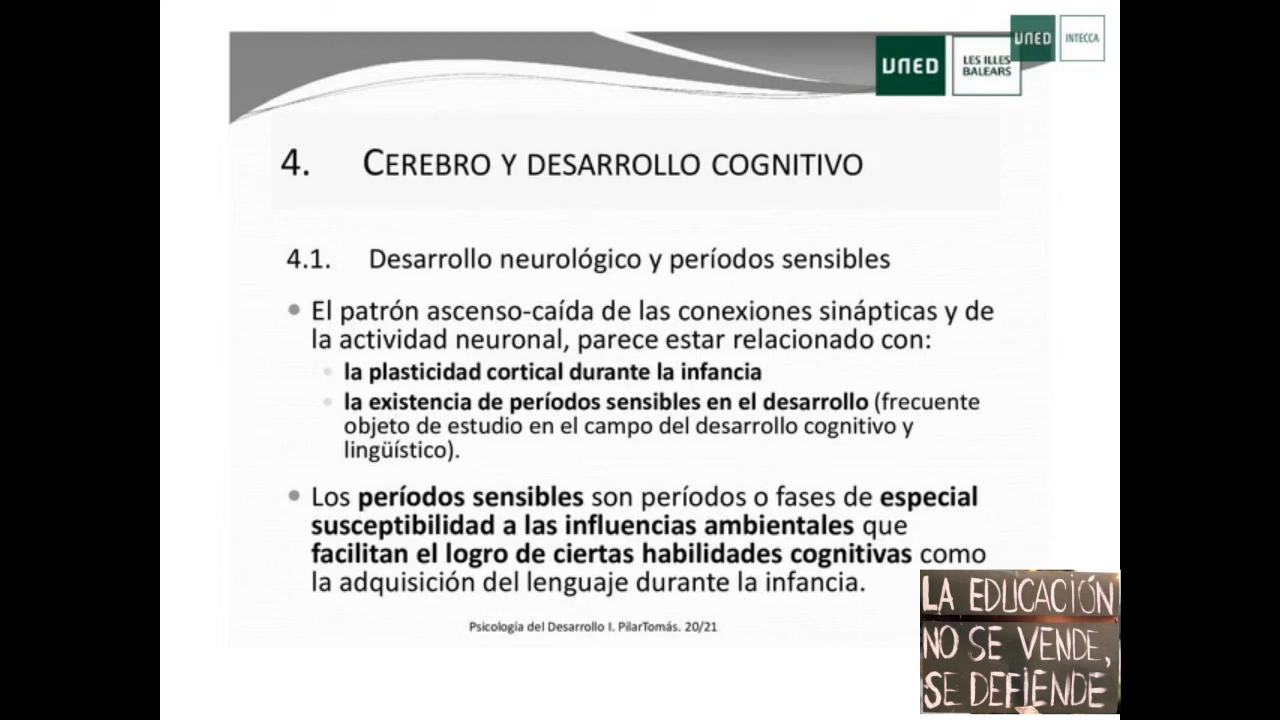 UNED
LES ILLES
BALEARS
UNED
INTECCA
4. CEREBRO Y DESARROLLO COGNITIVO
4.1. Desarrollo neurológico y períodos sensibles
• El patrón ascenso-caída de las conexiones sinápticas y de
la actividad neuronal, parece estar relacionado con:
• la plasticidad cortical durante la infancia
• la existencia de períodos sensibles en el desarrollo (frecuente
objeto de estudio en el campo del desarrollo cognitivo y
lingüístico).
• Los períodos sensibles son períodos o fases de especial
susceptibilidad a las influencias ambientales que
facilitan el logro de ciertas habilidades cognitivas como
la adquisición del lenguaje durante la infancia.
Psicología del Desarrollo I. PilarTomás. 20/21
LA EDUCACIÓN
NO SE VENDE,
SE DEFIENDE